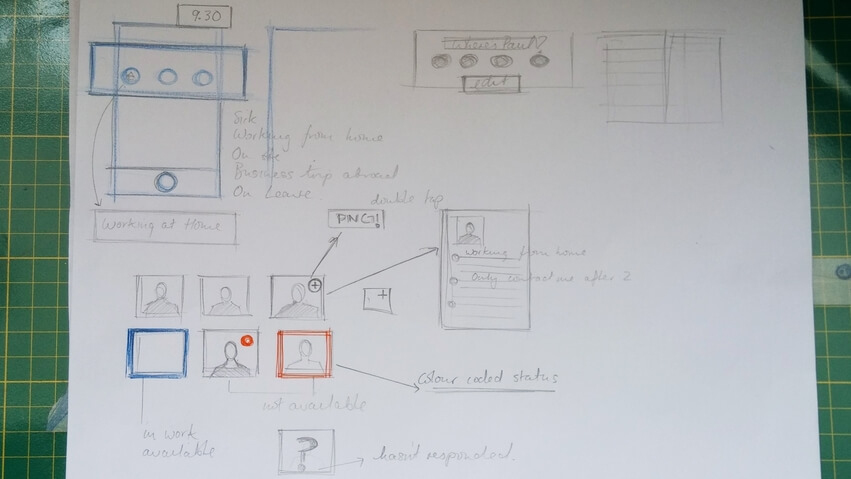 9.30
Where's Paul?
edit
Sick
Working from home
On the
Business trip abroad
On Leave.
Working at Home
double tap
PING!
working from home
Only contact me after 2
Colour coded status
not available
in work
available
?
hasn't responded.